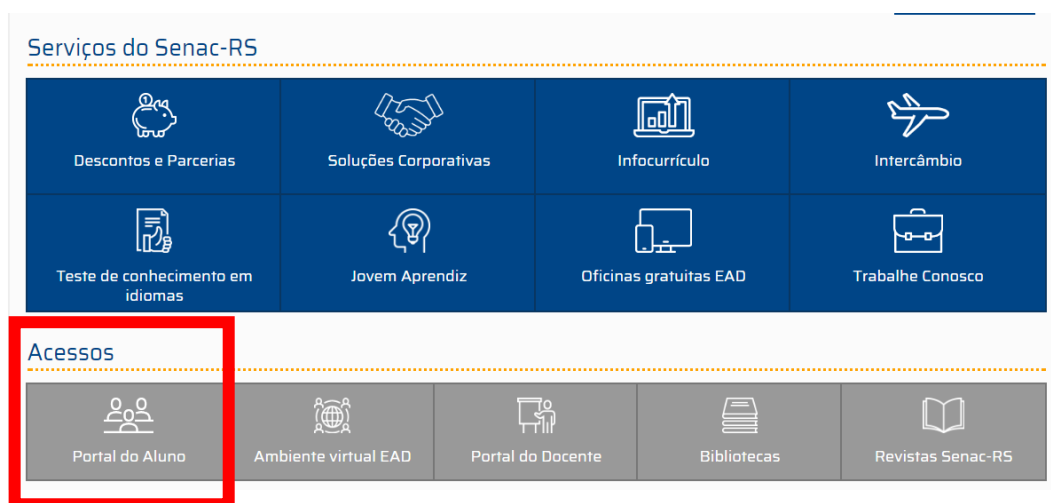 Serviços do Senac-RS
Descontos e Parcerias
Soluções Corporativas
Infocurrículo
Intercâmbio
Teste de conhecimento em
idiomas
Jovem Aprendiz
Oficinas gratuitas EAD
Trabalhe Conosco
Acessos
Portal do Aluno
Ambiente virtual EAD
Portal do Docente
Bibliotecas
Revistas Senac-RS